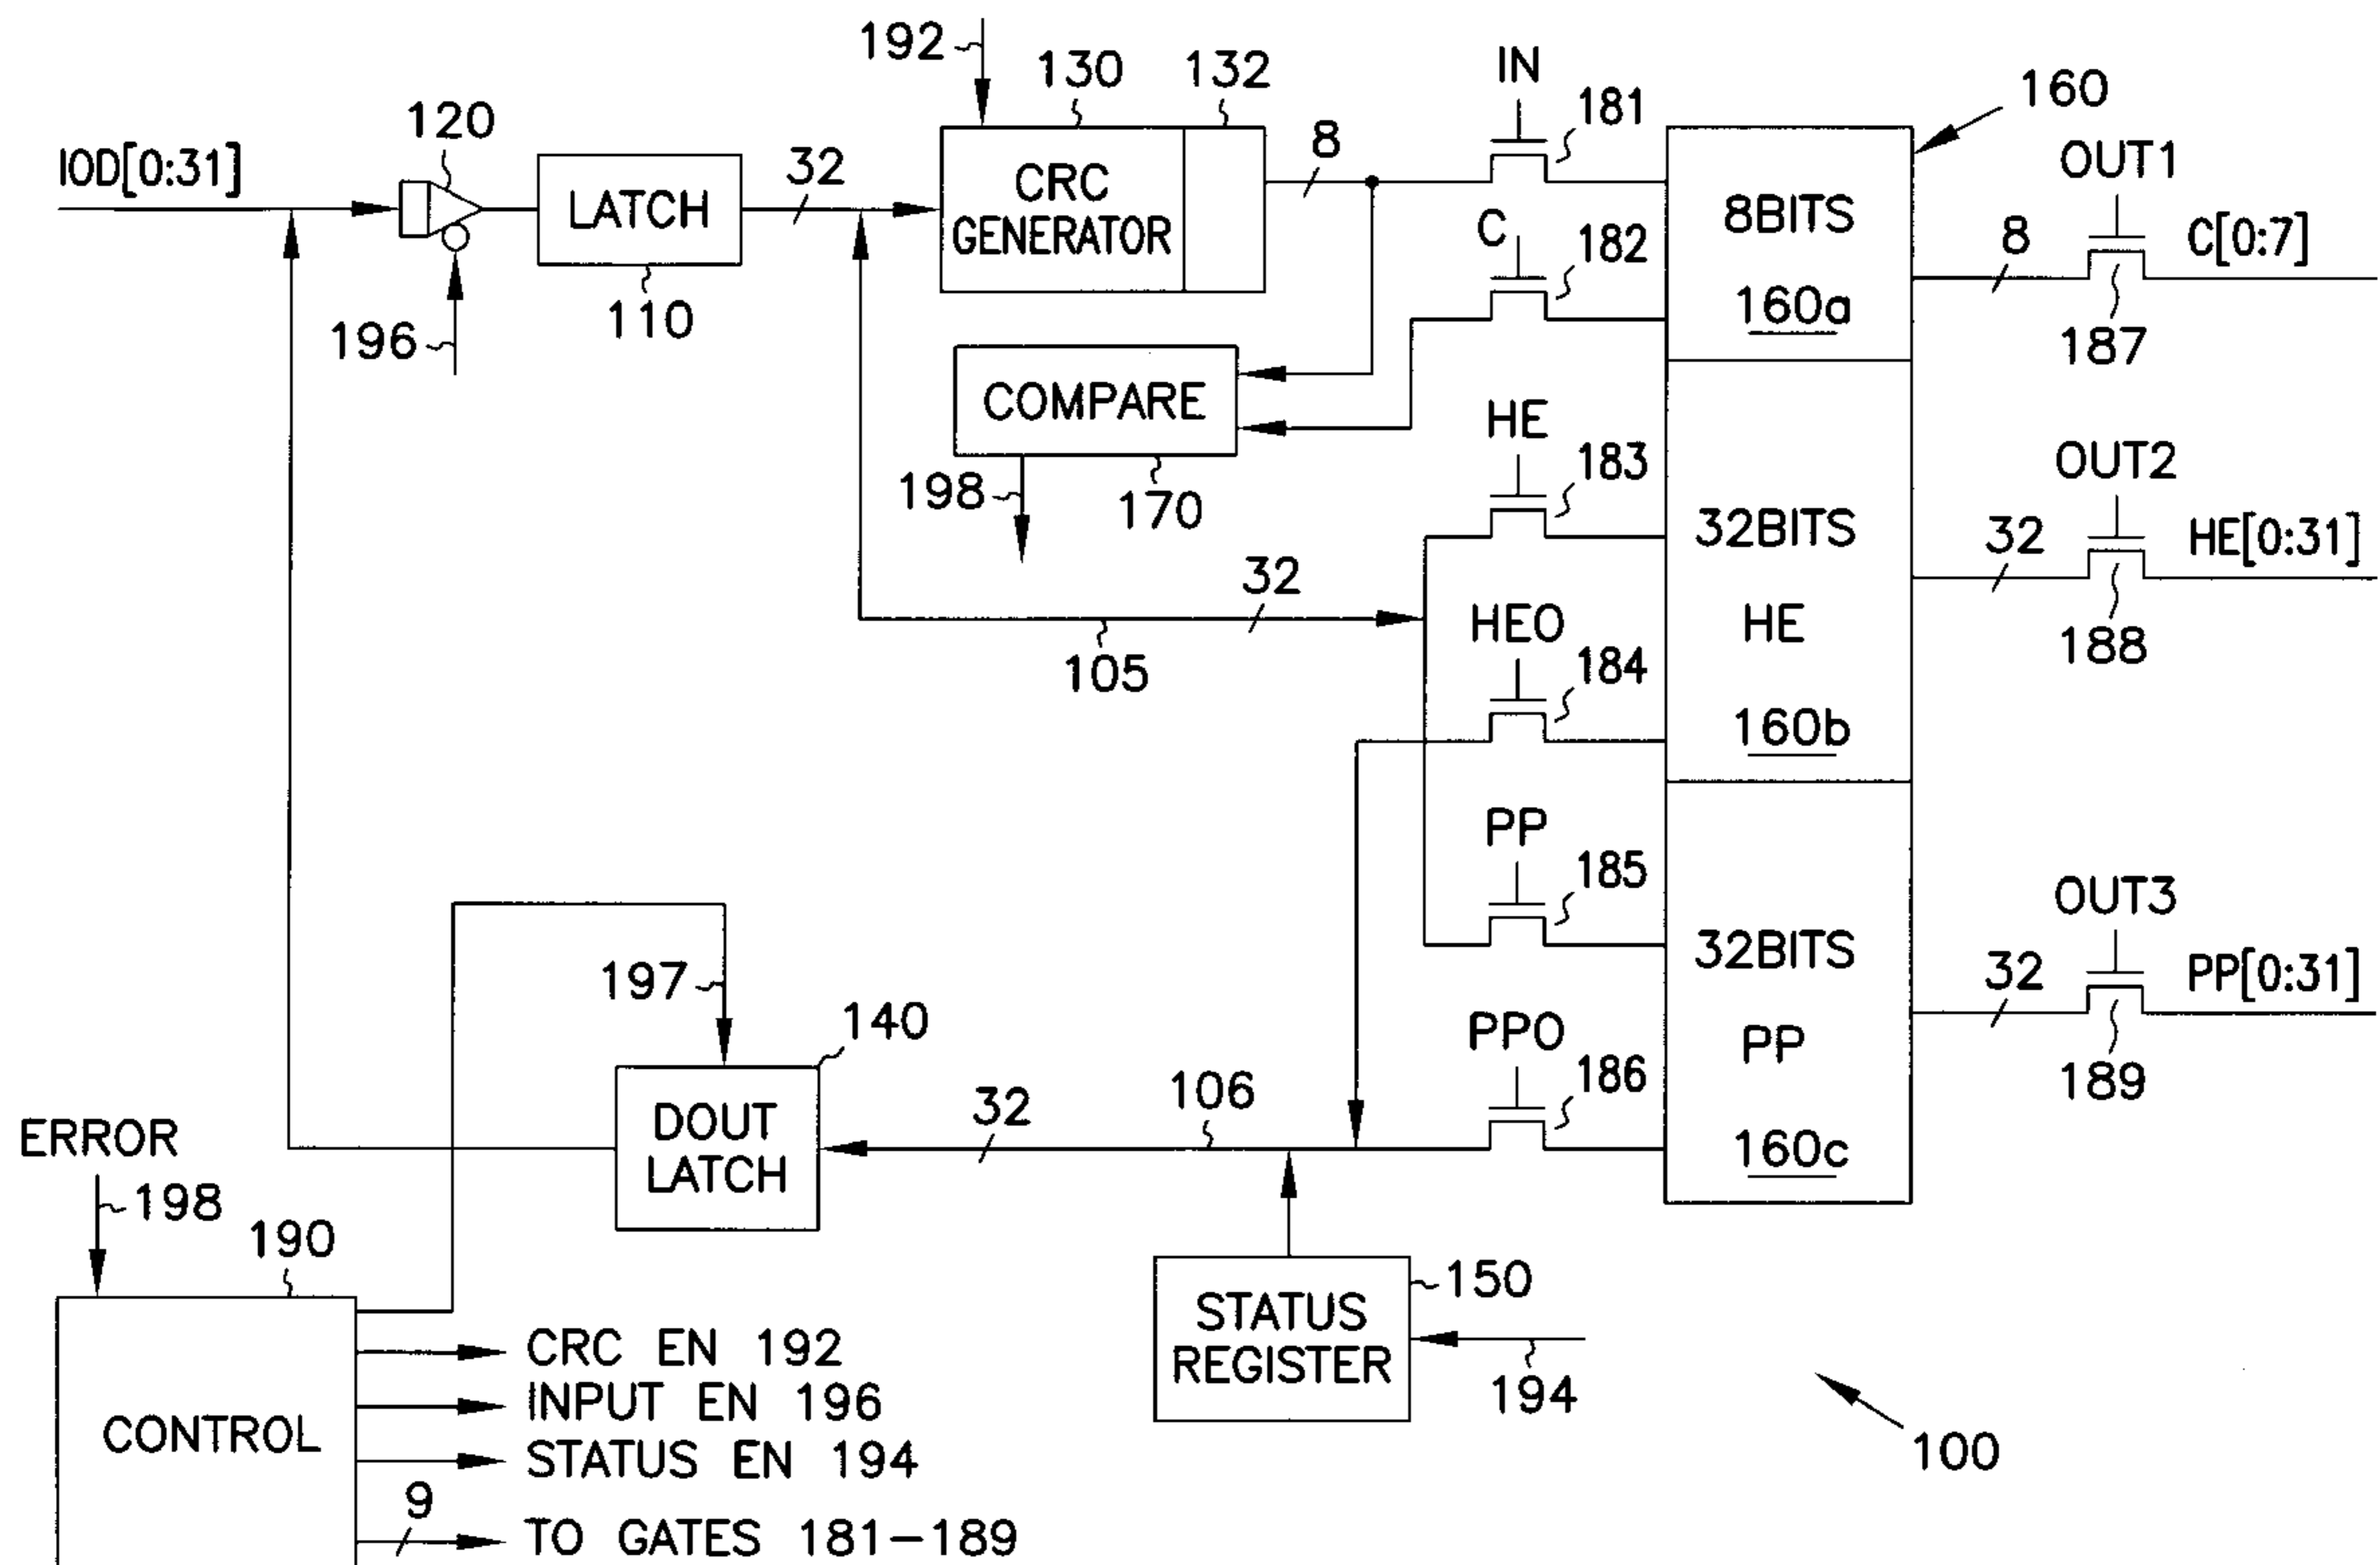 192
130
132
IN
181
160
120
IOD[0:31]
LATCH
110
196
32
CRC
GENERATOR
8
C
182
8BITS
160a
8
OUT1
C[0:7]
187
COMPARE
198
170
HE
183
32BITS
HE
160b
OUT2
32
HE[0:31]
188
32
105
HEO
184
PP
185
32BITS
PP
160c
OUT3
32
PP[0:31]
189
PPO
186
197
140
DOUT
LATCH
32
106
ERROR
198
190
CONTROL
STATUS
REGISTER
150
194
CRC EN 192
INPUT EN 196
STATUS EN 194
9
TO GATES 181-189
100